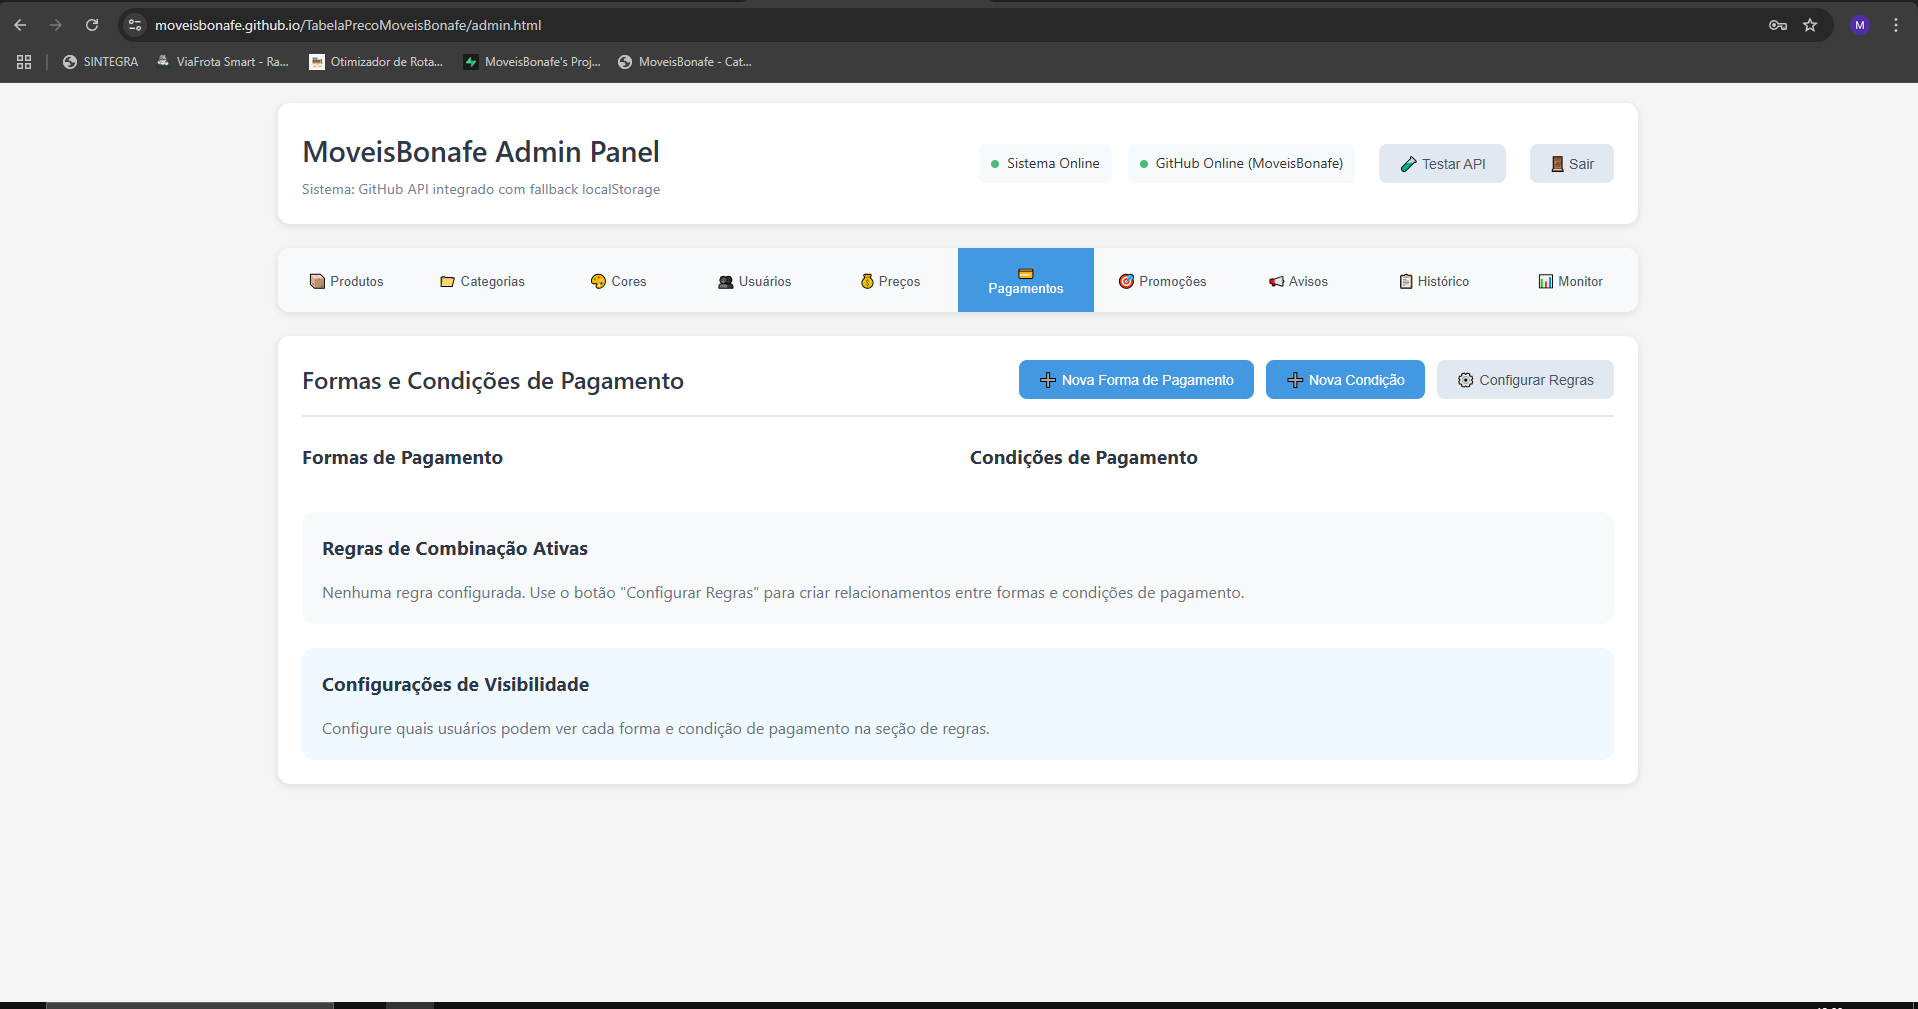 moveisbonafe.github.io/TabelaPrecoMoveisBonafe/admin.html
M
SINTEGRA
ViaFrota Smart - Ra...
Otimizador de Rota...
MoveisBonafe's Proj...
MoveisBonafe - Cat...
MoveisBonafe Admin Panel
Sistema: GitHub API integrado com fallback localStorage
Sistema Online
GitHub Online (MoveisBonafe)
Testar API
Sair
Produtos
Categorias
Cores
Usuários
Preços
Pagamentos
Promoções
Avisos
Histórico
Monitor
Formas e Condições de Pagamento
Nova Forma de Pagamento
Nova Condição
Configurar Regras
Formas de Pagamento
Condições de Pagamento
Regras de Combinação Ativas
Nenhuma regra configurada. Use o botão "Configurar Regras" para criar relacionamentos entre formas e condições de pagamento.
Configurações de Visibilidade
Configure quais usuários podem ver cada forma e condição de pagamento na seção de regras.